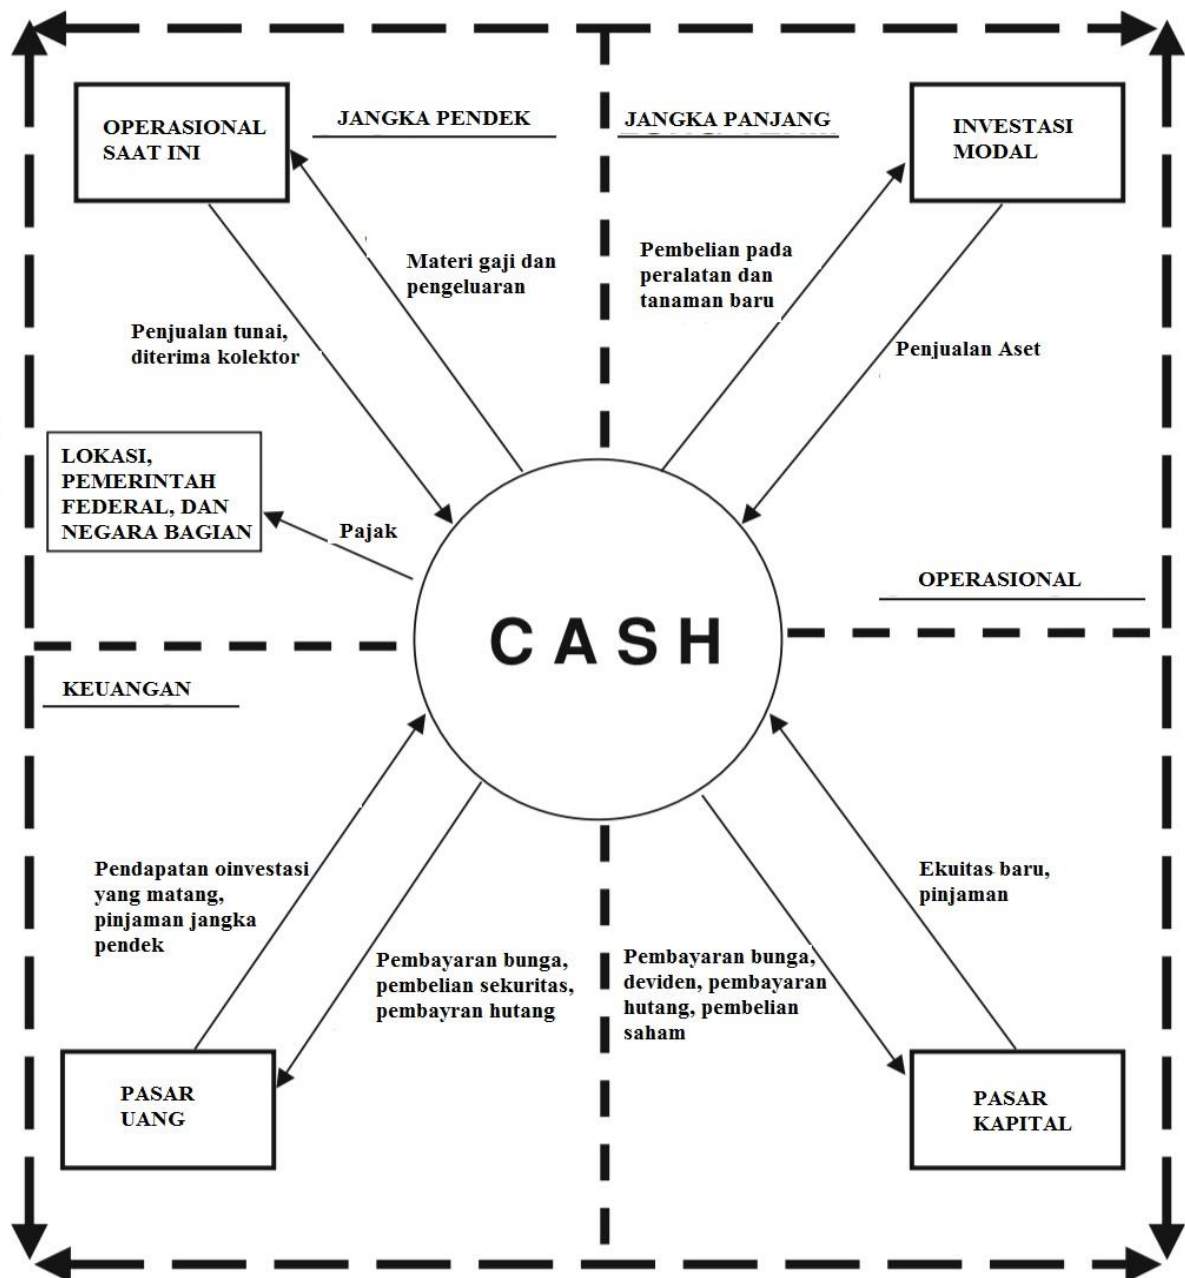 JANGKA PENDEK
JANGKA PANJANG
OPERASIONAL
SAAT INI
INVESTASI
MODAL
Materi gaji dan
pengeluaran
Pembelian pada
peralatan dan
tanaman baru
Penjualan tunai,
diterima kolektor
Penjualan Aset
LOKASI,
PEMERINTAH
FEDERAL, DAN
NEGARA BAGIAN
Pajak
OPERASIONAL
CASH
KEUANGAN
Pendapatan oinvestasi
yang matang,
pinjaman jangka
pendek
Ekuitas baru,
pinjaman
Pembayaran bunga,
pembelian sekuritas,
pembayran hutang
Pembayaran bunga,
deviden, pembayaran
hutang, pembelian
saham
PASAR
UANG
PASAR
KAPITAL